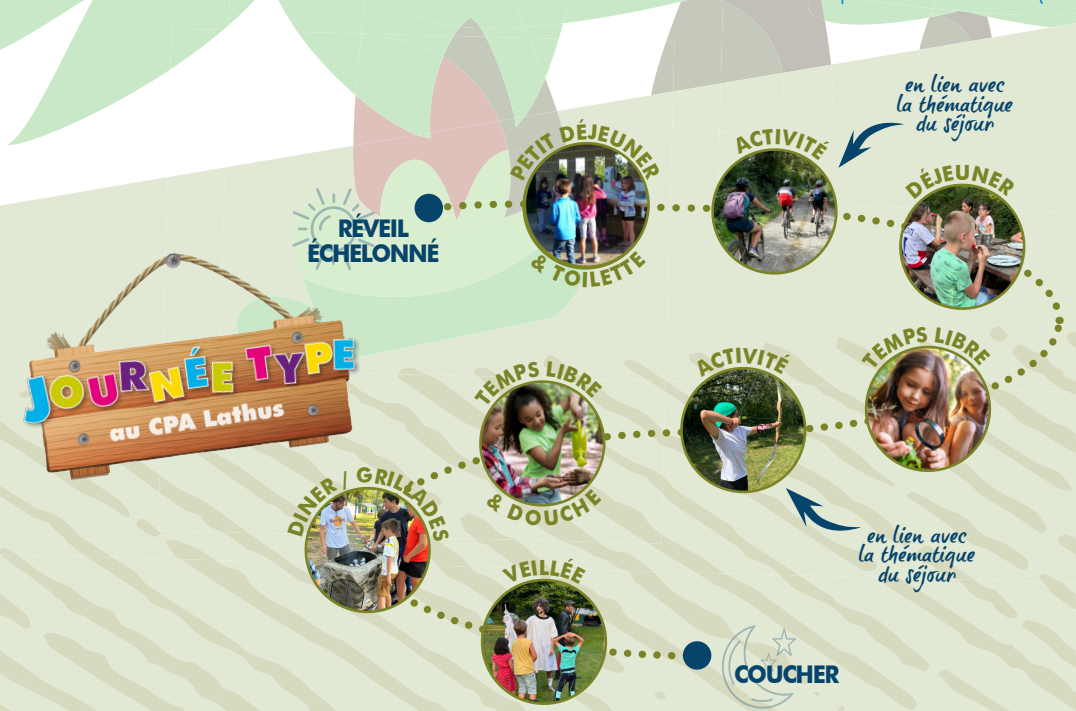 en lien avec
la thématique
du séjour
PETIT DÉJEUNER
& TOILETTE
ACTIVITÉ
DÉJEUNER
RÉVEIL
ÉCHELONNÉ
JOURNÉE TYPE
au CPA Lathus
TEMPS LIBRE
& DOUCHE
ACTIVITÉ
TEMPS LIBRE
DINER / GRILLADES
en lien avec
la thématique
du séjour
VEILLÉE
COUCHER